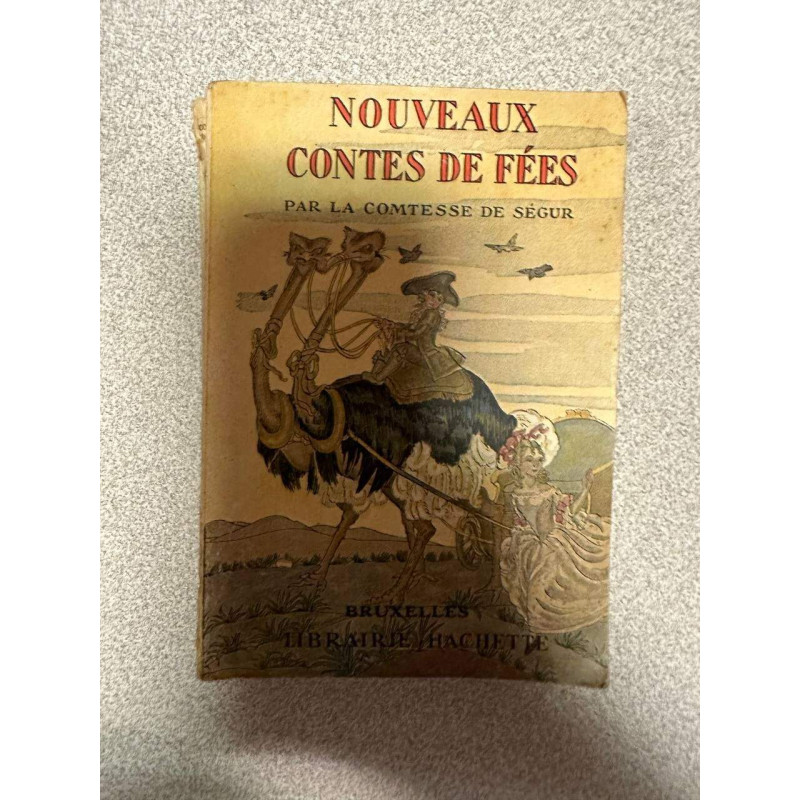 NOUVEAUX
CONTES DE FÉES
PAR LA COMTESSE DE SÉGUR
BRUXELLES
LIBRAIRIE HACHETTE